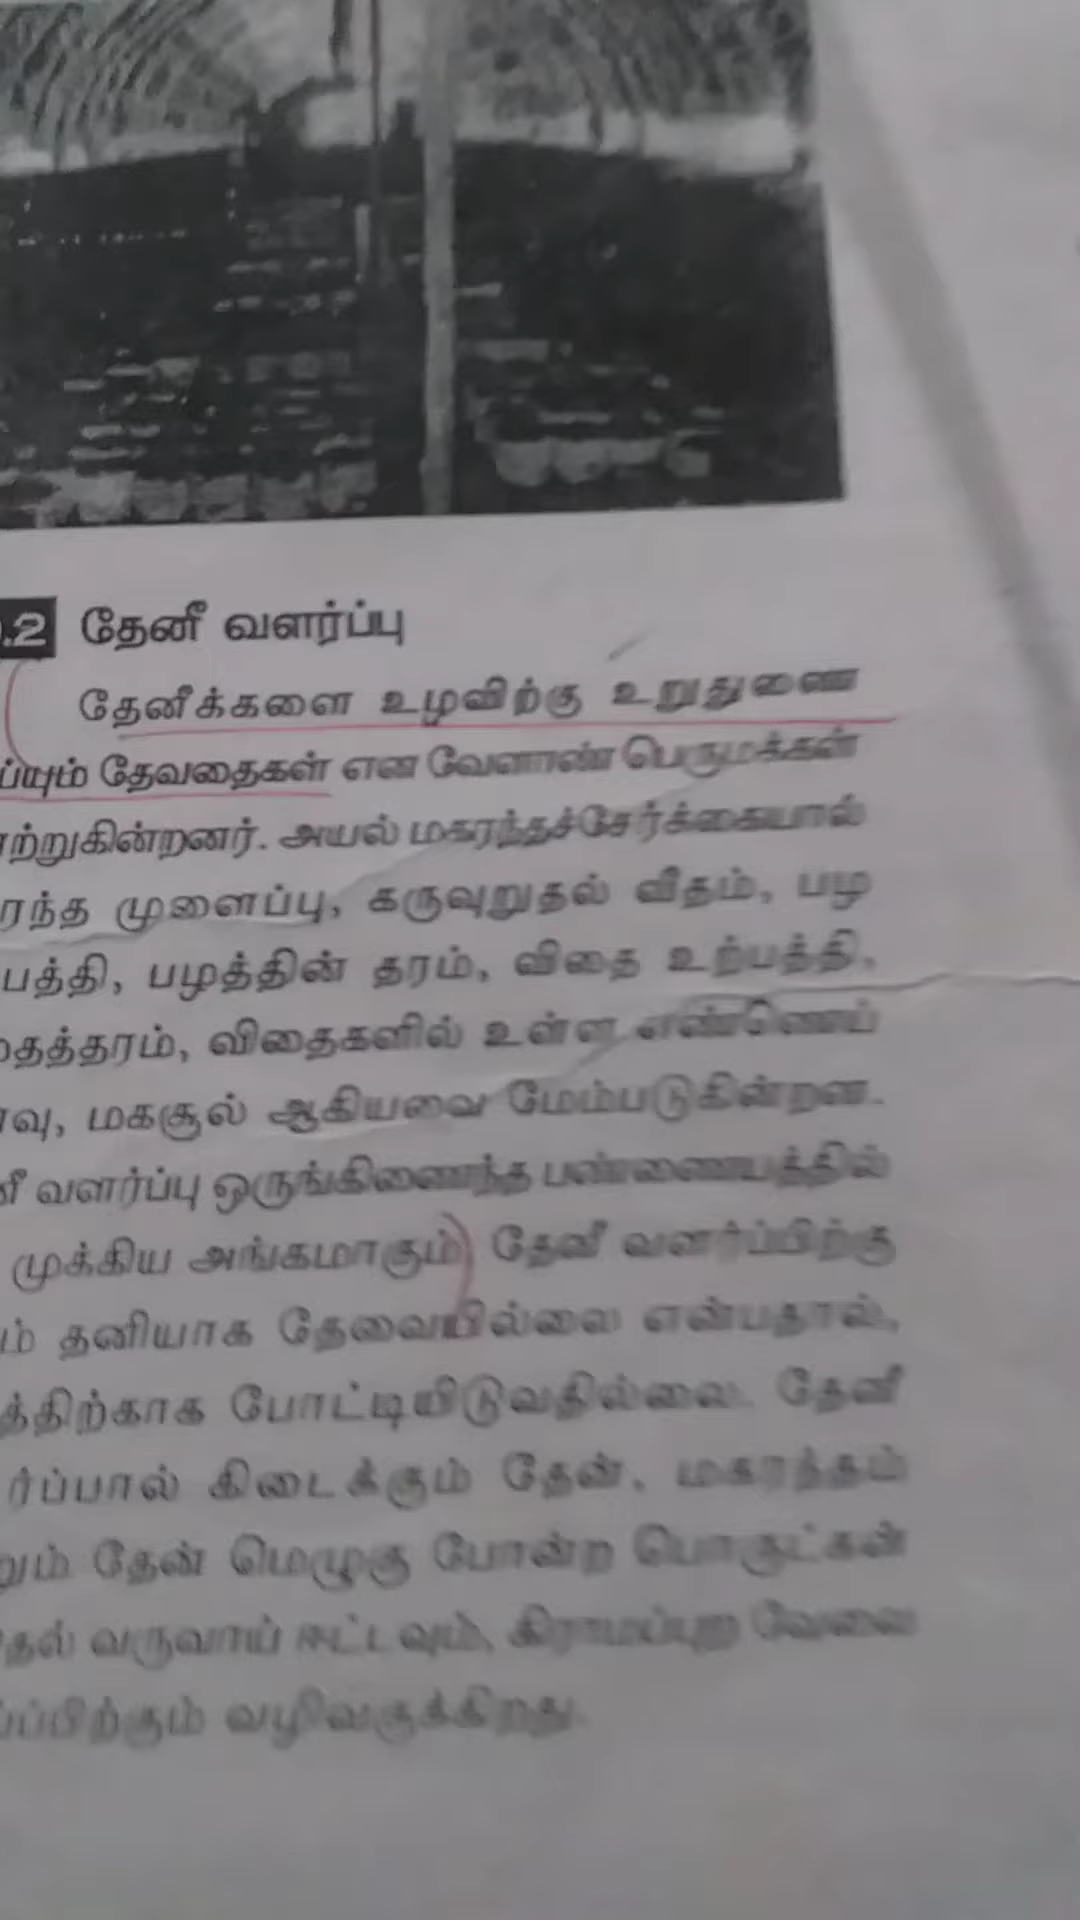 .2 தேனீ வளர்ப்பு
தேனீக்களை உழவிற்கு உறுதுணை
ப்யும் தேவதைகள் என வேளாண் பெருமக்கள்
ற்றுகின்றனர். அயல் மகரந்தச்சேர்க்கையால்
ரந்த முளைப்பு, கருவுறுதல் வீதம், பழ
பத்தி, பழத்தின் தரம், விதை உற்பத்தி,
தைத்தரம், விதைகளில் உள்ள எண்ணெய்
வு, மகசூல் ஆகியவை மேம்படுகின்றன.
னீ வளர்ப்பு ஒருங்கிணைந்த பண்ணையத்தில்
முக்கிய அங்கமாகும் தேனீ வளர்ப்பிற்கு
ம் தனியாக தேவையில்லை என்பதால்,
த்திற்காக போட்டியிடுவதில்லை. தேனீ
ர்ப்பால் கிடைக்கும் தேன், மகரந்தம்
றும் தேன் மெழுகு போன்ற பொருட்கள்
தல் வருவாய் ஈட்டவும், கிராமப்புற வேலை
ப்பிற்கும் வழிவகுக்கிறது.